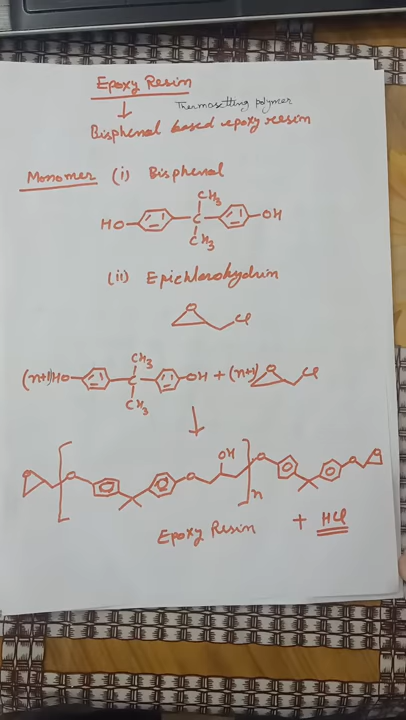 Epoxy Resin
Thermosetting polymer
↓
Bisphenol based epoxy resin
Monomer (i) Bisphenol
CH3
HO C OH
CH3
(ii) Epichlorohydrin
O
Cl
CH3
(n+1)HO C OH + (n+1) O Cl
CH3
↓
OH
O O O O O O
n
Epoxy Resin + HCl